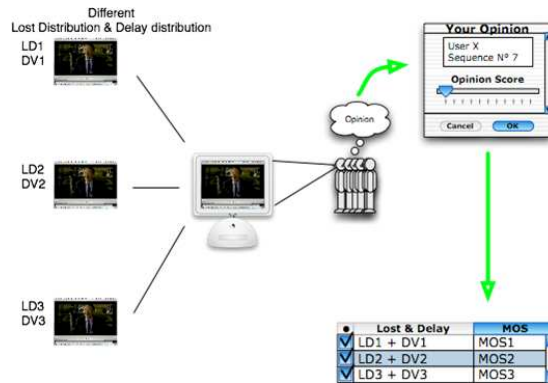 Different
Lost Distribution & Delay distribution
LD1
DV1
LD2
DV2
LD3
DV3
Opinion
Your Opinion
User X
Sequence N° 7
Opinion Score
Cancel
OK
Lost & Delay MOS
LD1 + DV1 MOS1
LD2 + DV2 MOS2
LD3 + DV3 MOS3